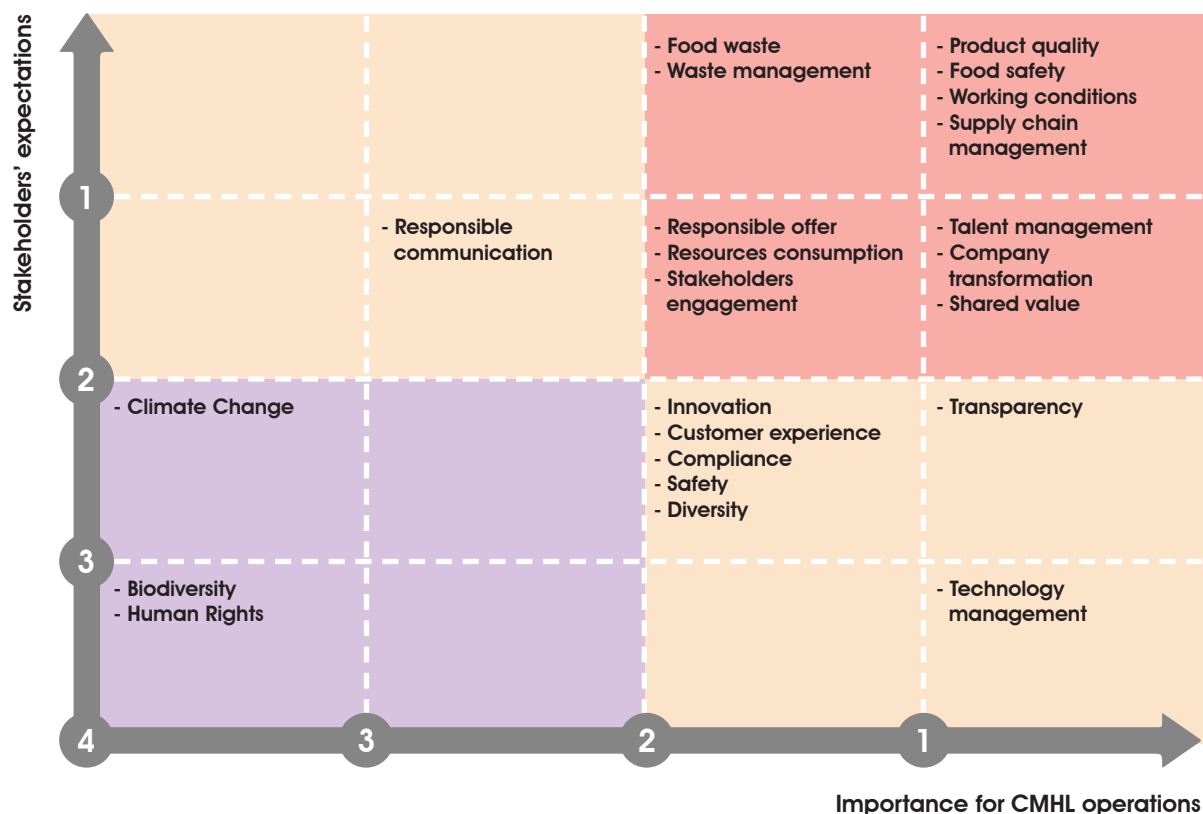 Stakeholders' expectations
- Food waste
- Waste management
- Product quality
- Food safety
- Working conditions
- Supply chain
management
1
- Responsible
communication
- Responsible offer
- Resources consumption
- Stakeholders
engagement
- Talent management
- Company
transformation
- Shared value
2
- Climate Change
- Innovation
- Customer experience
- Compliance
- Safety
- Diversity
- Transparency
3
- Biodiversity
- Human Rights
- Technology
management
4
3
2
1
Importance for CMHL operations